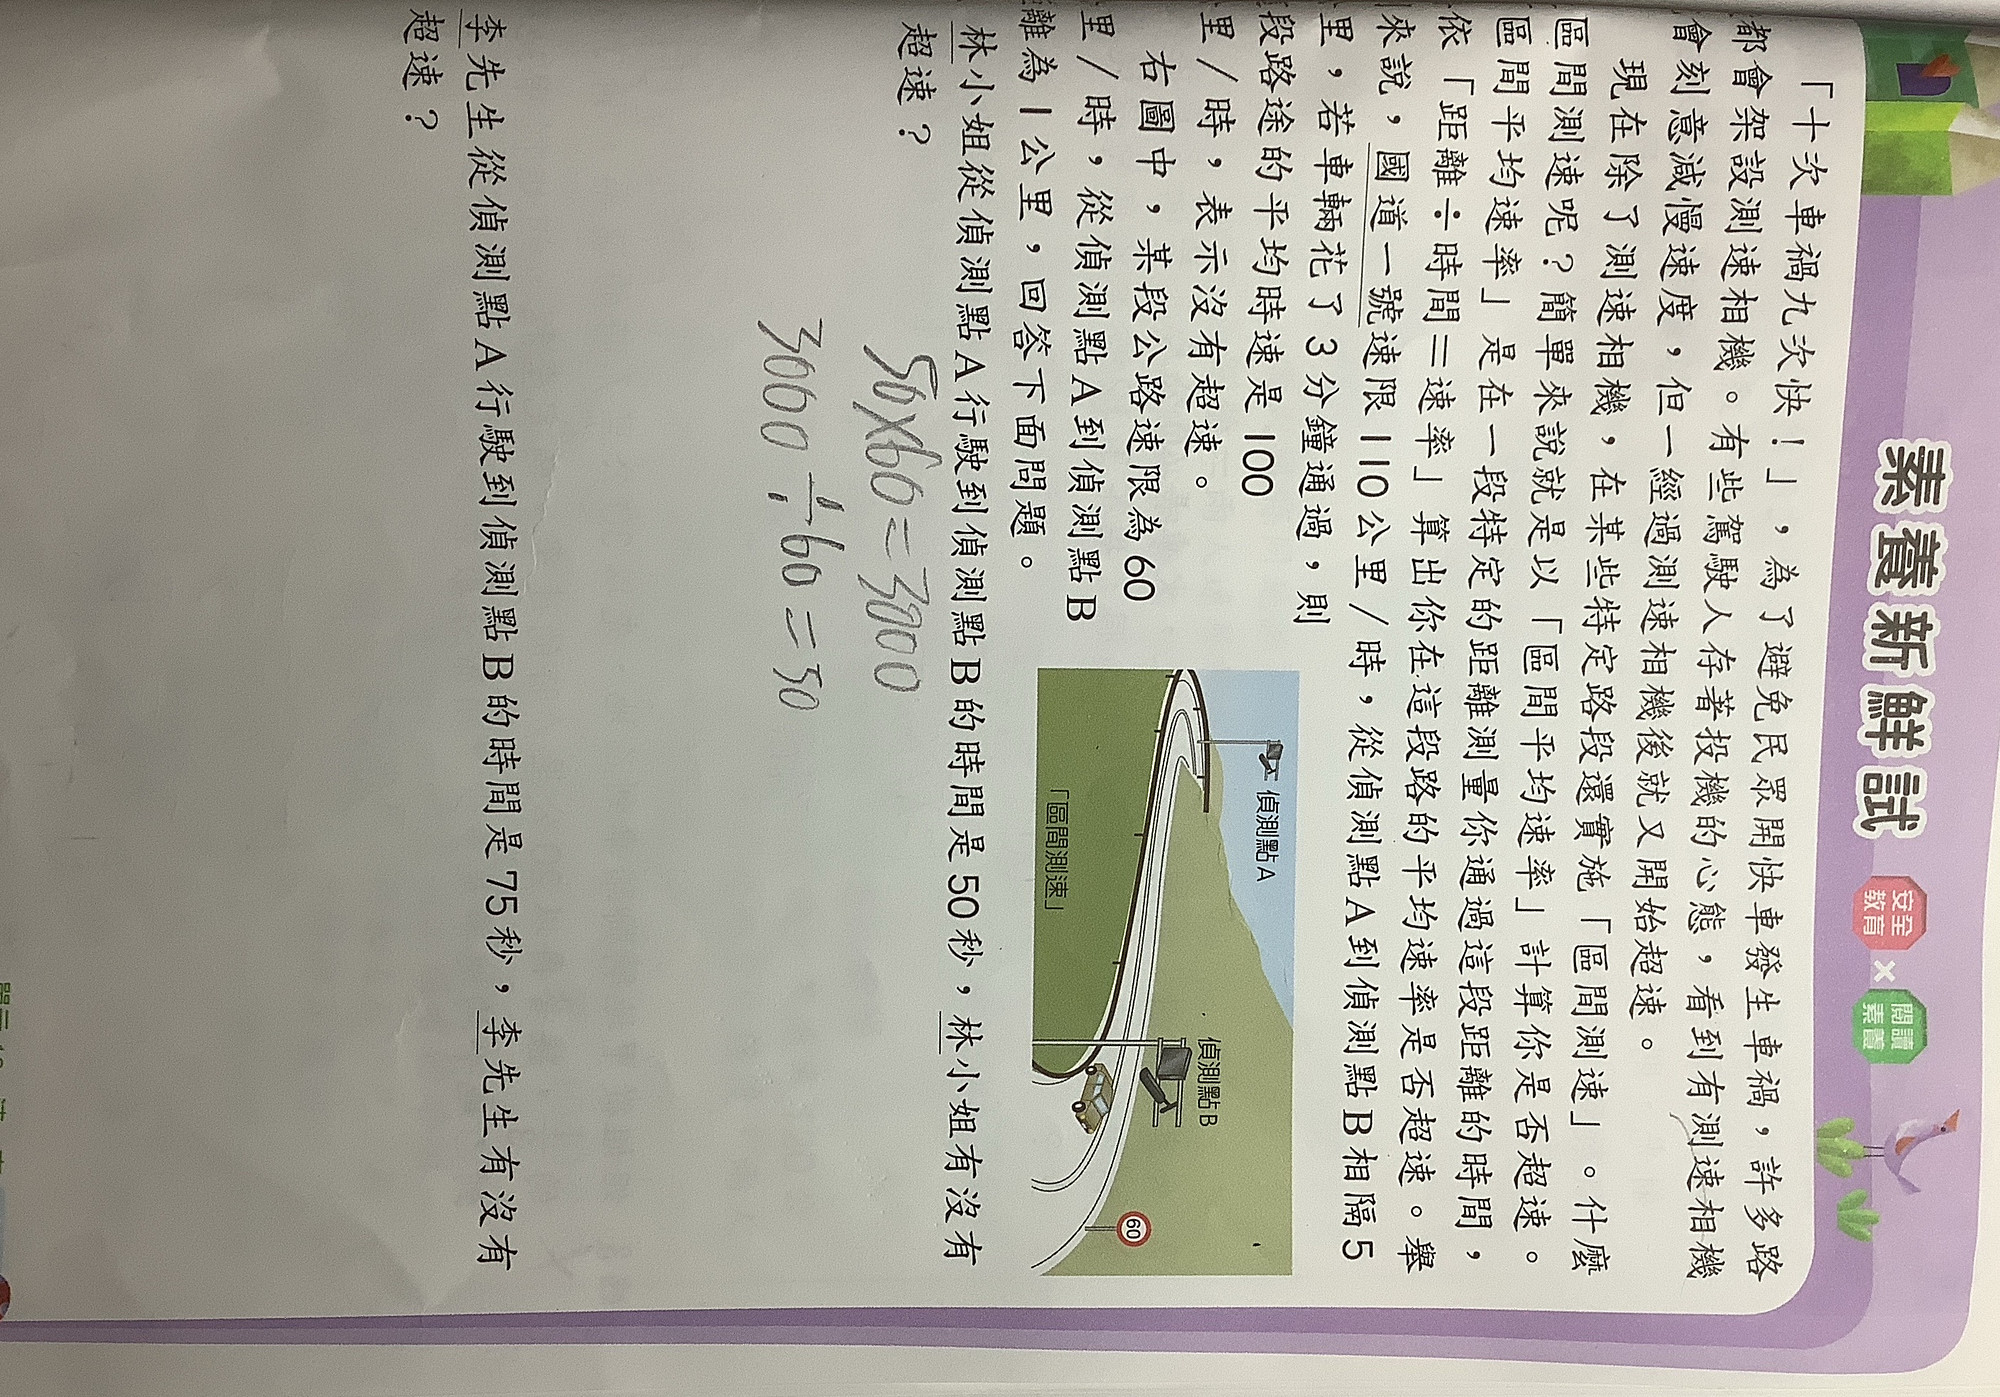 素養新鮮試 安全教育 × 閱讀素養
「十次車禍九次快！」，為了避免民眾開快車發生車禍，許多路
都會架設測速相機。有些駕駛人存著投機的心態，看到有測速相機
會刻意減慢速度，但一經過測速相機後就又開始超速。
現在除了測速相機，在某些特定路段還實施「區間測速」。什麼
區間測速呢？簡單來說就是以「區間平均速率」計算你是否超速。
區間平均速率」是在一段特定的距離測量你通過這段距離的時間，
依「距離÷時間＝速率」算出你在這段路的平均速率是否超速。舉
來說，國道一號速限110公里／時，從偵測點A到偵測點B相隔5
里，若車輛花了3分鐘通過，則
段路途的平均時速是100
里／時，表示沒有超速。
右圖中，某段公路速限為60
里／時，從偵測點A到偵測點B
離為1公里，回答下面問題。
偵測點A
偵測點B
60
「區間測速」
林小姐從偵測點A行駛到偵測點B的時間是50秒，林小姐有沒有
超速？
50×60=3000
3000÷60=50
李先生從偵測點A行駛到偵測點B的時間是75秒，李先生有沒有
超速？